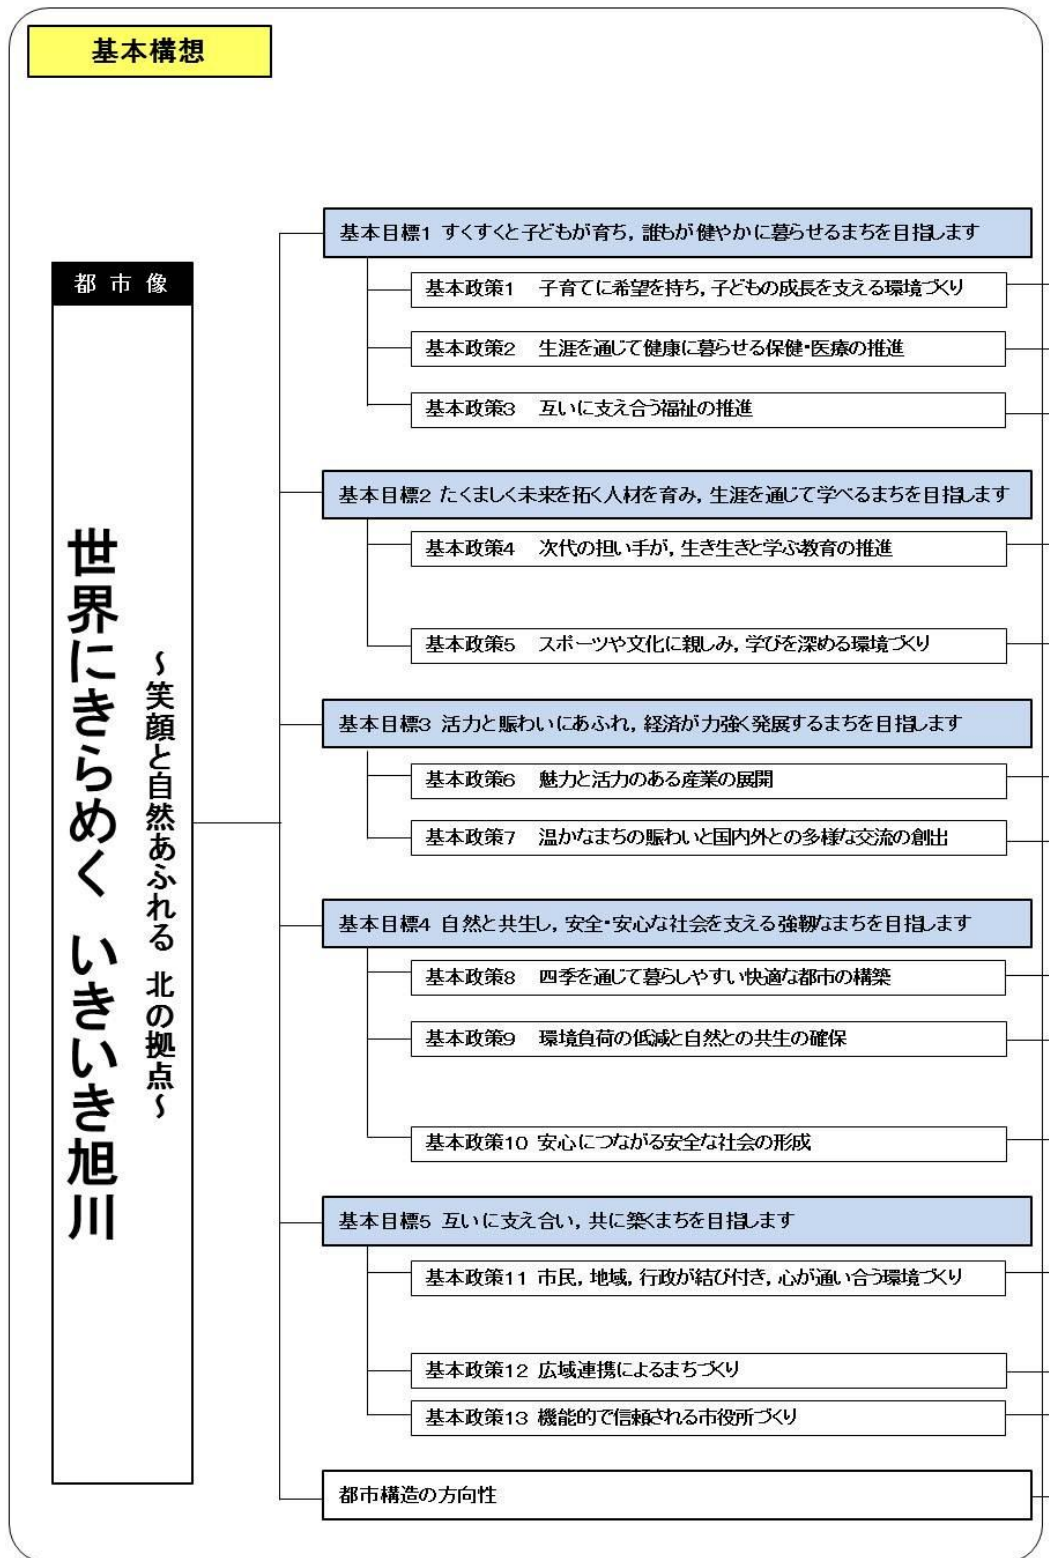 基本構想
都市像
世界にきらめく いきいき旭川
～笑顔と自然あふれる 北の拠点～
基本目標1 すくすくと子どもが育ち，誰もが健やかに暮らせるまちを目指します
基本政策1 子育てに希望を持ち，子どもの成長を支える環境づくり
基本政策2 生涯を通じて健康に暮らせる保健・医療の推進
基本政策3 互いに支え合う福祉の推進
基本目標2 たくましく未来を拓く人材を育み，生涯を通じて学べるまちを目指します
基本政策4 次代の担い手が，生き生きと学ぶ教育の推進
基本政策5 スポーツや文化に親しみ，学びを深める環境づくり
基本目標3 活力と賑わいにあふれ，経済が力強く発展するまちを目指します
基本政策6 魅力と活力のある産業の展開
基本政策7 温かなまちの賑わいと国内外との多様な交流の創出
基本目標4 自然と共生し，安全・安心な社会を支える強靭なまちを目指します
基本政策8 四季を通じて暮らしやすい快適な都市の構築
基本政策9 環境負荷の低減と自然との共生の確保
基本政策10 安心につながる安全な社会の形成
基本目標5 互いに支え合い，共に築くまちを目指します
基本政策11 市民，地域，行政が結び付き，心が通い合う環境づくり
基本政策12 広域連携によるまちづくり
基本政策13 機能的で信頼される市役所づくり
都市構造の方向性